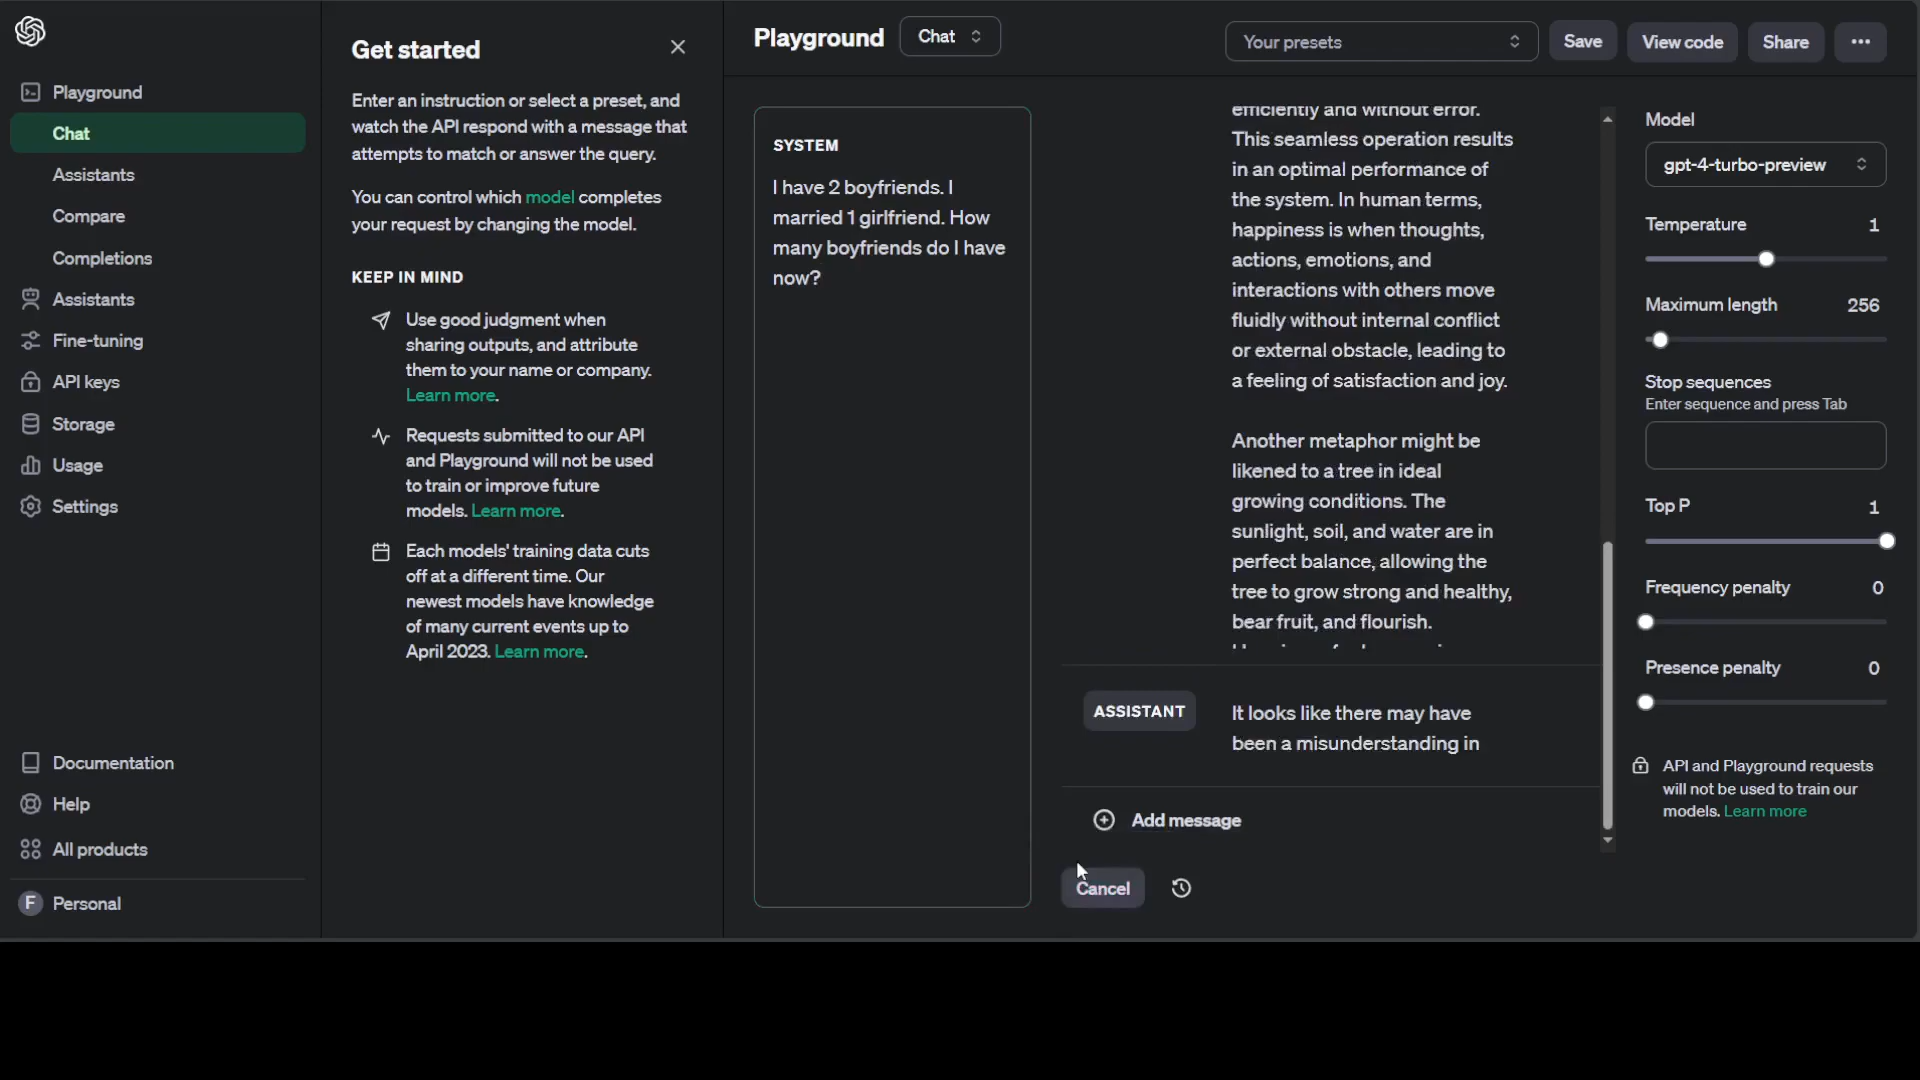 Playground
Chat
Assistants
Compare
Completions
Assistants
Fine-tuning
API keys
Storage
Usage
Settings
Documentation
Help
All products
F Personal
Get started
Enter an instruction or select a preset, and
watch the API respond with a message that
attempts to match or answer the query.
You can control which model completes
your request by changing the model.
KEEP IN MIND
Use good judgment when
sharing outputs, and attribute
them to your name or company.
Learn more.
Requests submitted to our API
and Playground will not be used
to train or improve future
models. Learn more.
Each models' training data cuts
off at a different time. Our
newest models have knowledge
of many current events up to
April 2023. Learn more.
Playground
Chat
Your presets
Save
View code
Share
SYSTEM
I have 2 boyfriends. I
married 1 girlfriend. How
many boyfriends do I have
now?
efficiently and without error.
This seamless operation results
in an optimal performance of
the system. In human terms,
happiness is when thoughts,
actions, emotions, and
interactions with others move
fluidly without internal conflict
or external obstacle, leading to
a feeling of satisfaction and joy.
Another metaphor might be
likened to a tree in ideal
growing conditions. The
sunlight, soil, and water are in
perfect balance, allowing the
tree to grow strong and healthy,
bear fruit, and flourish.
ASSISTANT
It looks like there may have
been a misunderstanding in
Add message
Cancel
Model
gpt-4-turbo-preview
Temperature 1
Maximum length 256
Stop sequences
Enter sequence and press Tab
Top P 1
Frequency penalty 0
Presence penalty 0
API and Playground requests
will not be used to train our
models. Learn more